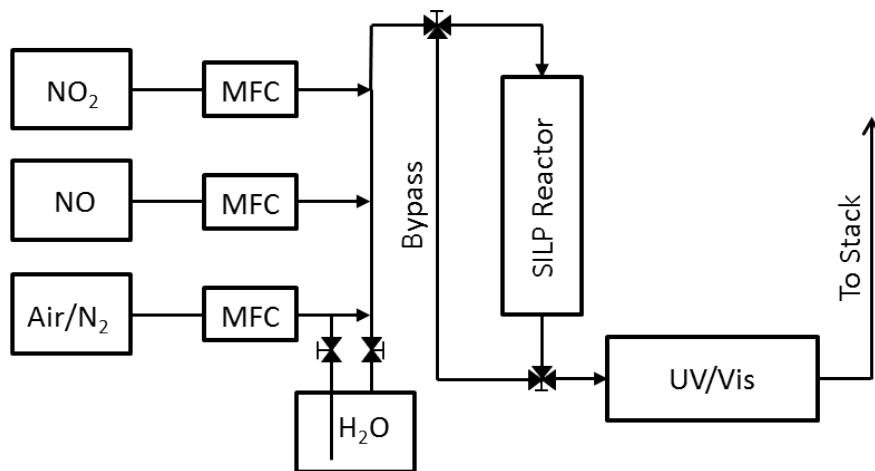 NO₂
MFC
NO
MFC
Air/N₂
MFC
H₂O
Bypass
SILP Reactor
UV/Vis
To Stack